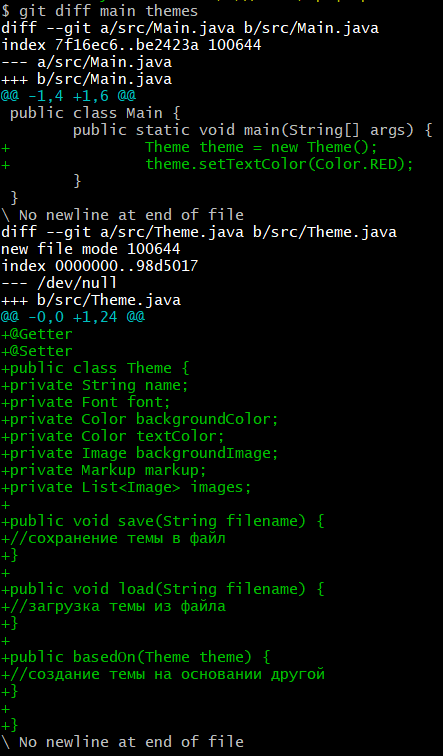 $ git diff main themes
diff --git a/src/Main.java b/src/Main.java
index 7f16ec6..be2423a 100644
--- a/src/Main.java
+++ b/src/Main.java
@@ -1,4 +1,6 @@
 public class Main {
        public static void main(String[] args) {
+               Theme theme = new Theme();
+               theme.setTextColor(Color.RED);
        }
 }
\ No newline at end of file
diff --git a/src/Theme.java b/src/Theme.java
new file mode 100644
index 0000000..98d5017
--- /dev/null
+++ b/src/Theme.java
@@ -0,0 +1,24 @@
+@Getter
+@Setter
+public class Theme {
+private String name;
+private Font font;
+private Color backgroundColor;
+private Color textColor;
+private Image backgroundImage;
+private Markup markup;
+private List<Image> images;
+
+public void save(String filename) {
+//сохранение темы в файл
+}
+
+public void load(String filename) {
+//загрузка темы из файла
+}
+
+public basedOn(Theme theme) {
+//создание темы на основании другой
+}
+
+}
\ No newline at end of file